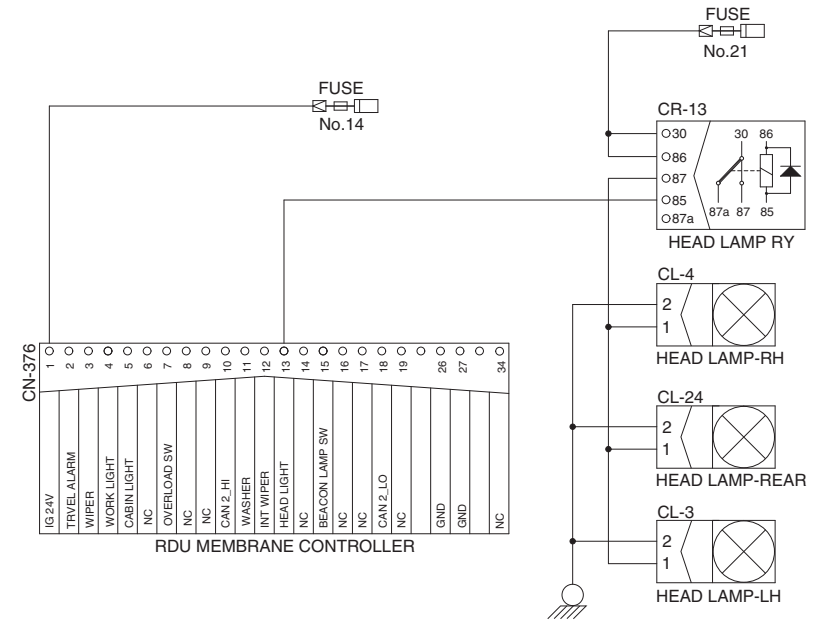 FUSE
No.21
FUSE
No.14
CR-13
30
86
87
85
87a
30 86
87a 87 85
HEAD LAMP RY
CL-4
2
1
HEAD LAMP-RH
CL-24
2
1
HEAD LAMP-REAR
CL-3
2
1
HEAD LAMP-LH
CN-376
1 2 3 4 5 6 7 8 9 10 11 12 13 14 15 16 17 18 19 26 27 34
IG 24V
TRVEL ALARM
WIPER
WORK LIGHT
CABIN LIGHT
NC
OVERLOAD SW
NC
NC
CAN 2_HI
WASHER
INT WIPER
HEAD LIGHT
NC
BEACON LAMP SW
NC
NC
CAN 2_LO
NC
GND
GND
NC
RDU MEMBRANE CONTROLLER